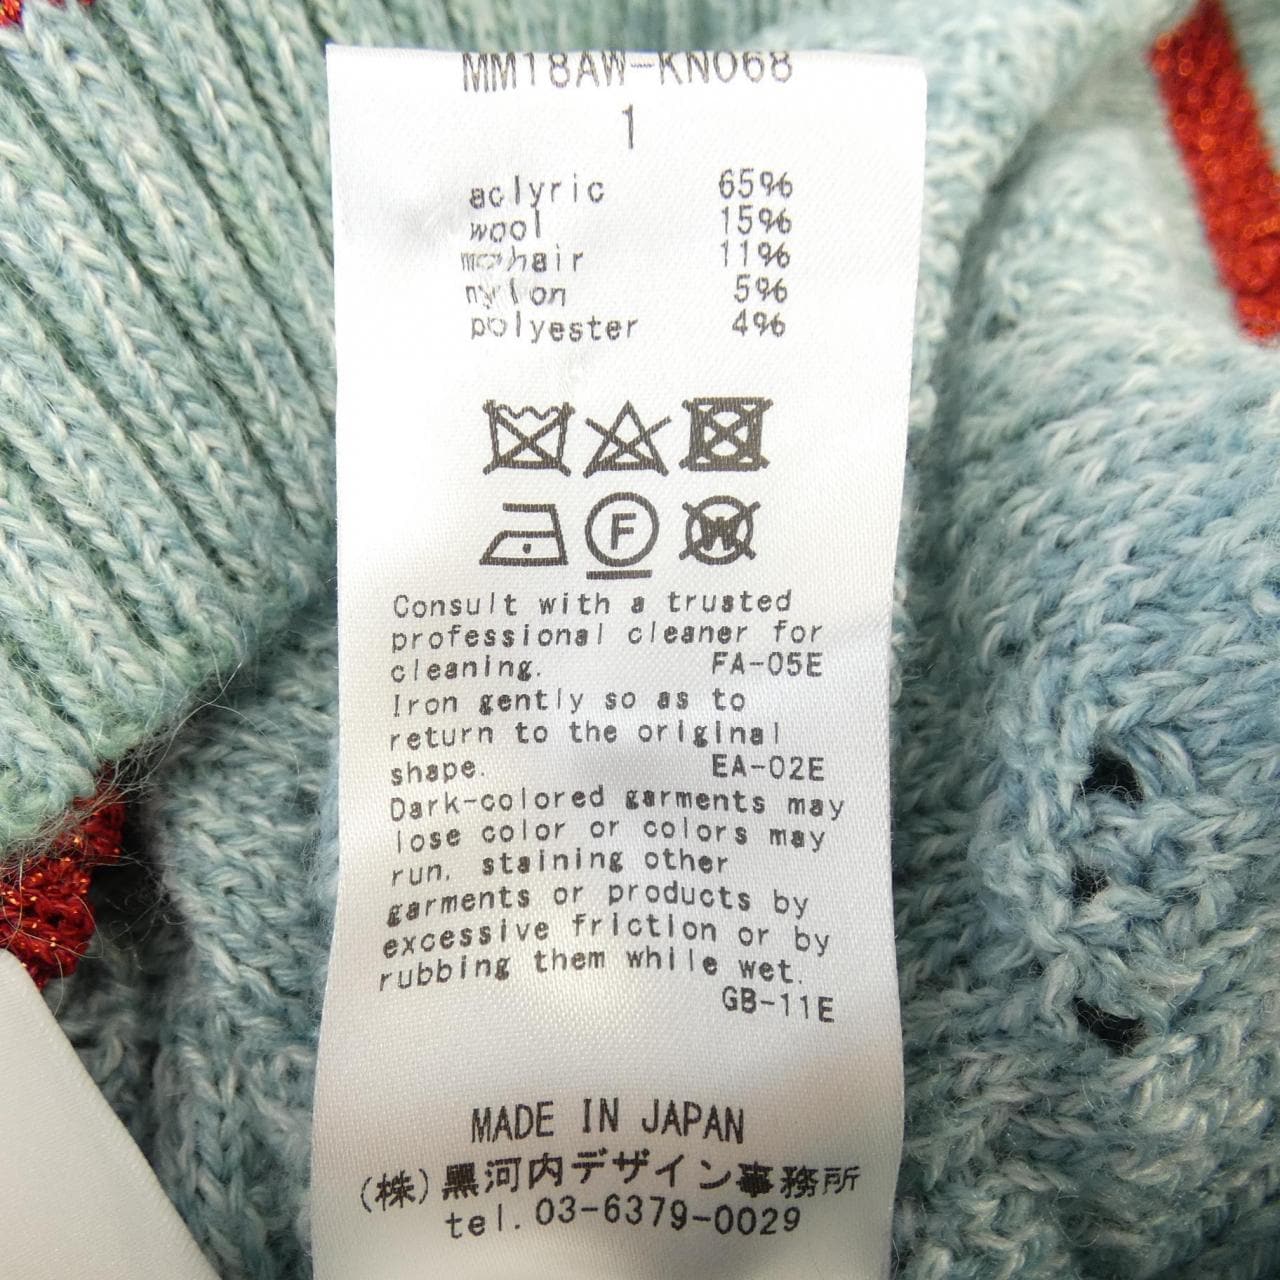 MM18AW-KN068
1
aclyric 65%
wool 15%
mohair 11%
nylon 5%
polyester 4%
F
W
Consult with a trusted
professional cleaner for
cleaning. FA-05E
Iron gently so as to
return to the original
shape. EA-02E
Dark-colored garments may
lose color or colors may
run, staining other
garments or products by
excessive friction or by
rubbing them while wet.
GB-11E
MADE IN JAPAN
(株)黒河内デザイン事務所
tel.03-6379-0029